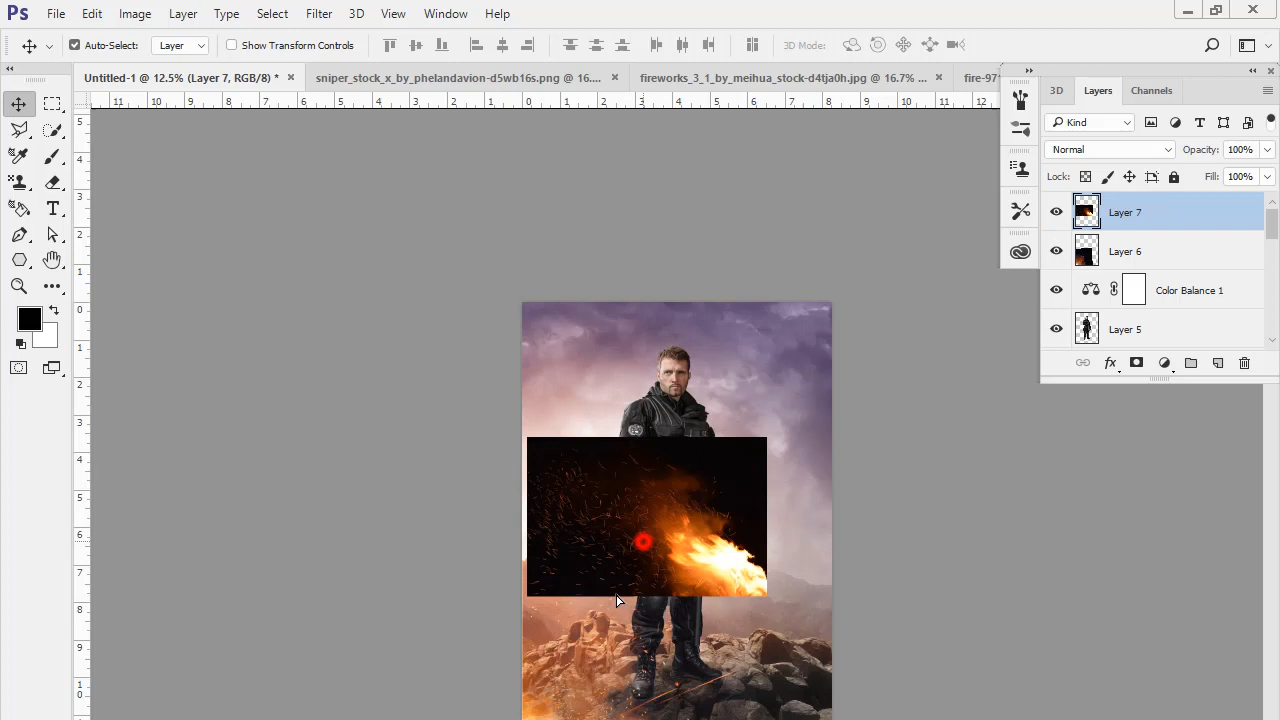 Ps File Edit Image Layer Type Select Filter 3D View Window Help
Auto-Select: Layer Show Transform Controls 3D Mode:
Untitled-1 @ 12.5% (Layer 7, RGB/8) * × sniper_stock_x_by_phelandavion-d5wb16s.png @ 16.... × fireworks_3_1_by_meihua_stock-d4tja0h.jpg @ 16.7% ... × fire-97
11 10 9 8 7 6 5 4 3 2 1 0 1 2 3 4 5 6 7 8 9 10 11 12
5
4
3
2
1
0
1
2
3
4
5
6
7
8
9
1
0
3D Layers Channels
Kind
Normal Opacity: 100%
Lock: Fill: 100%
Layer 7
Layer 6
Color Balance 1
Layer 5
fx